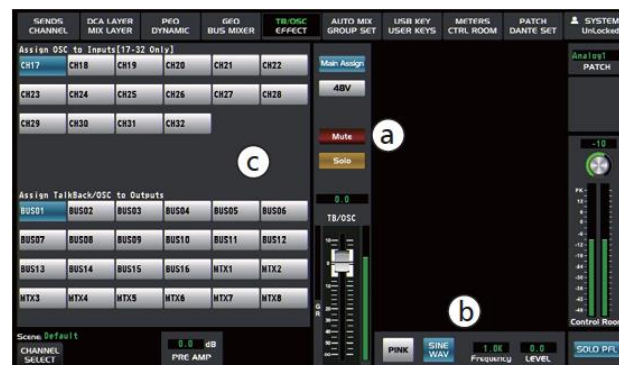 SENDS CHANNEL
DCA LAYER MIX LAYER
PEQ DYNAMIC
GEQ BUS MIXER
TB/OSC EFFECT
AUTO MIX GROUP SET
USB KEY USER KEYS
METERS CTRL ROOM
PATCH DANTE SET
SYSTEM UnLocked
Assign OSC to Inputs[17-32 Only]
CH17 CH18 CH19 CH20 CH21 CH22
CH23 CH24 CH25 CH26 CH27 CH28
CH29 CH30 CH31 CH32
c
Assign TalkBack/OSC to Outputs
BUS01 BUS02 BUS03 BUS04 BUS05 BUS06
BUS07 BUS08 BUS09 BUS10 BUS11 BUS12
BUS13 BUS14 BUS15 BUS16 MTX1 MTX2
MTX3 MTX4 MTX5 MTX6 MTX7 MTX8
Scene Default
CHANNEL SELECT
0.0 dB
PRE AMP
Main Assign
48V
Mute
a
Solo
0.0
TB/OSC
G
R
b
PINK
SINE WAV
1.0K
Frequency
0.0
LEVEL
Analog1
PATCH
-10
PK
Control Room
SOLO PFL